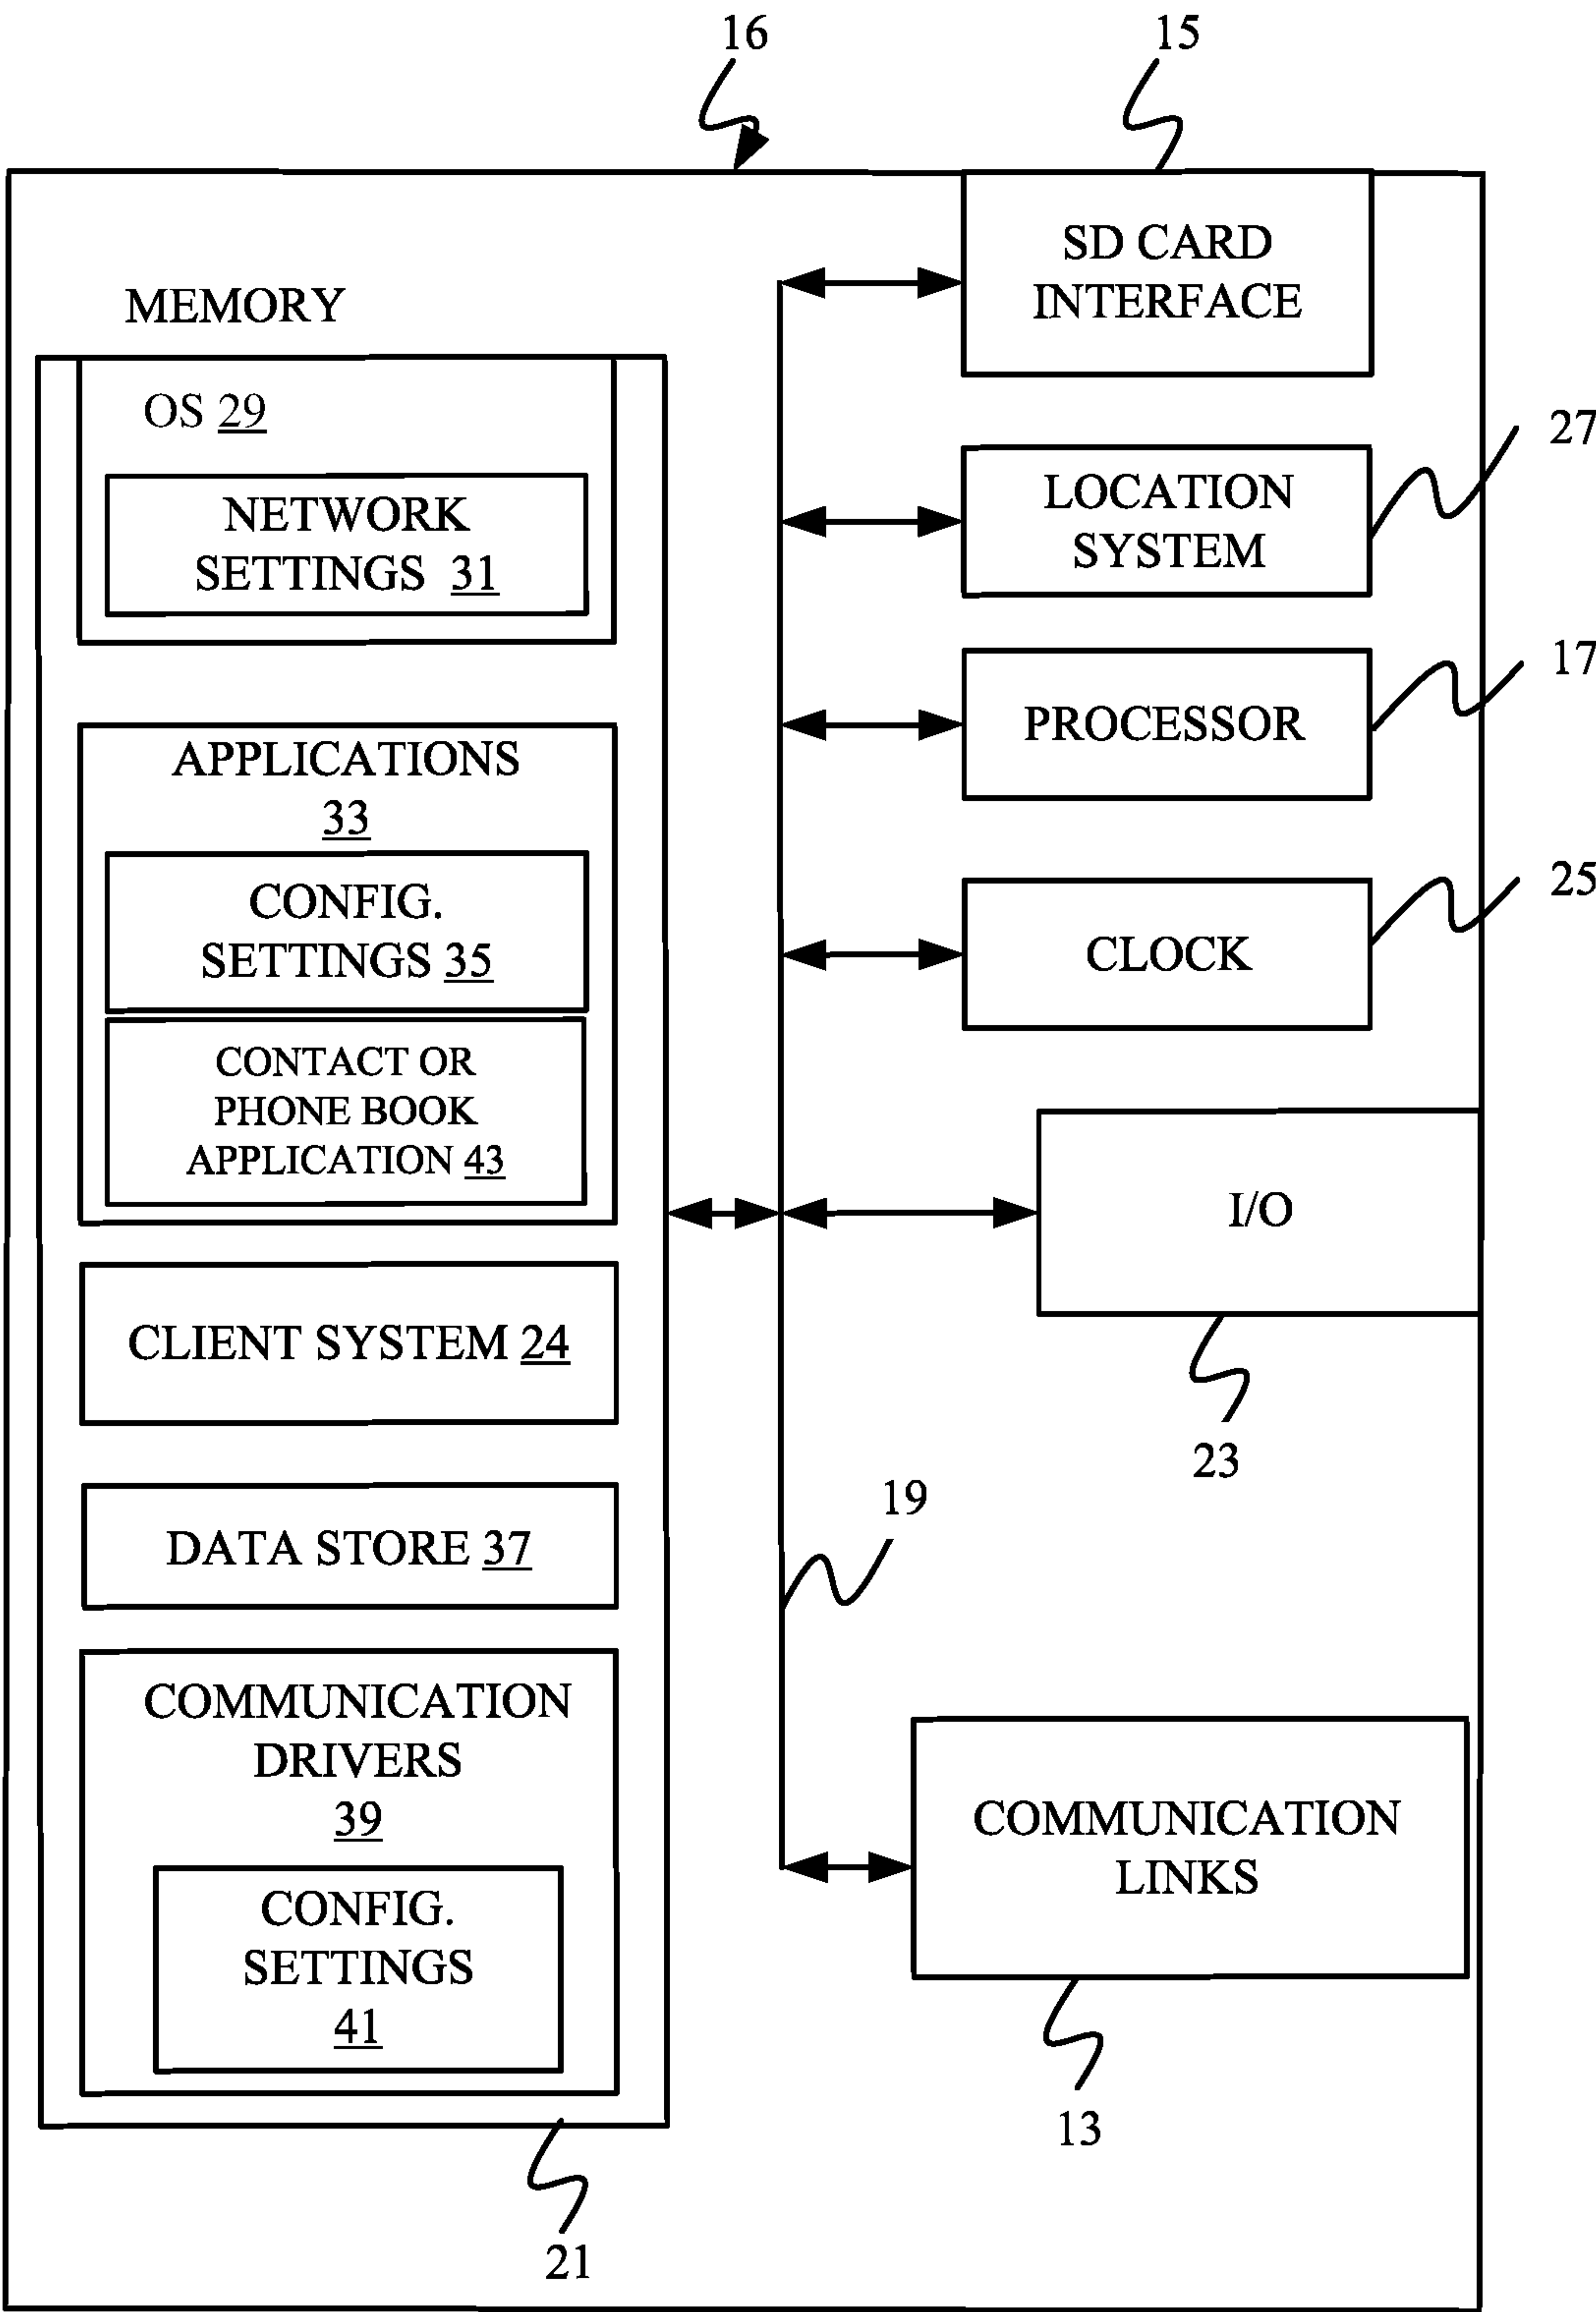 16
15
MEMORY
OS 29
NETWORK
SETTINGS 31
APPLICATIONS
33
CONFIG.
SETTINGS 35
CONTACT OR
PHONE BOOK
APPLICATION 43
CLIENT SYSTEM 24
DATA STORE 37
COMMUNICATION
DRIVERS
39
CONFIG.
SETTINGS
41
21
SD CARD
INTERFACE
LOCATION
SYSTEM
27
PROCESSOR
17
CLOCK
25
I/O
23
19
COMMUNICATION
LINKS
13